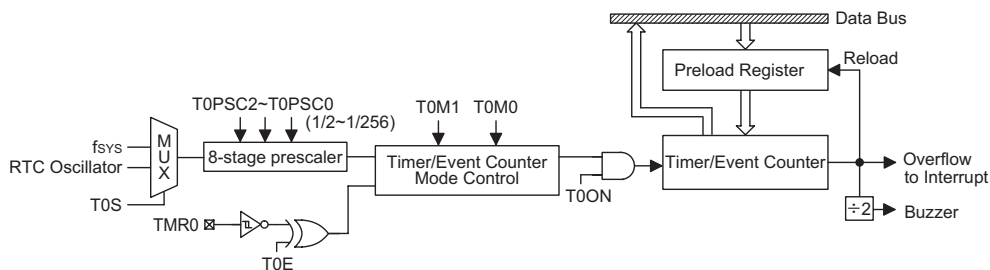 Data Bus
Preload Register
Reload
T0PSC2~T0PSC0
(1/2~1/256)
T0M1
T0M0
fSYS
RTC Oscillator
MUX
8-stage prescaler
Timer/Event Counter
Mode Control
T0ON
Timer/Event Counter
Overflow
to Interrupt
T0S
TMR0
T0E
÷2
Buzzer